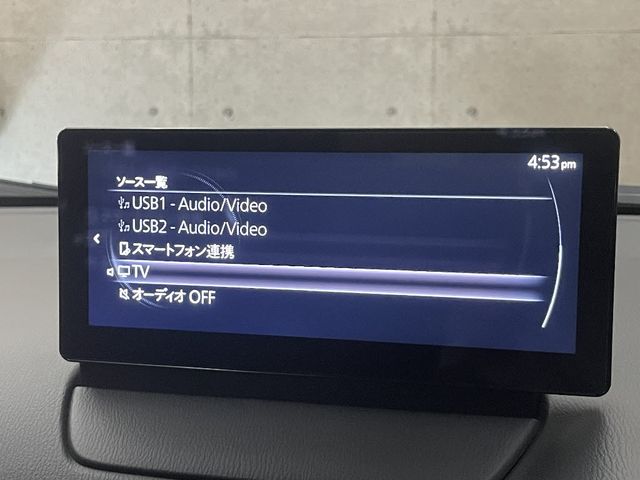 4:53pm
ソース一覧
USB1 - Audio/Video
USB2 - Audio/Video
スマートフォン連携
TV
オーディオ OFF